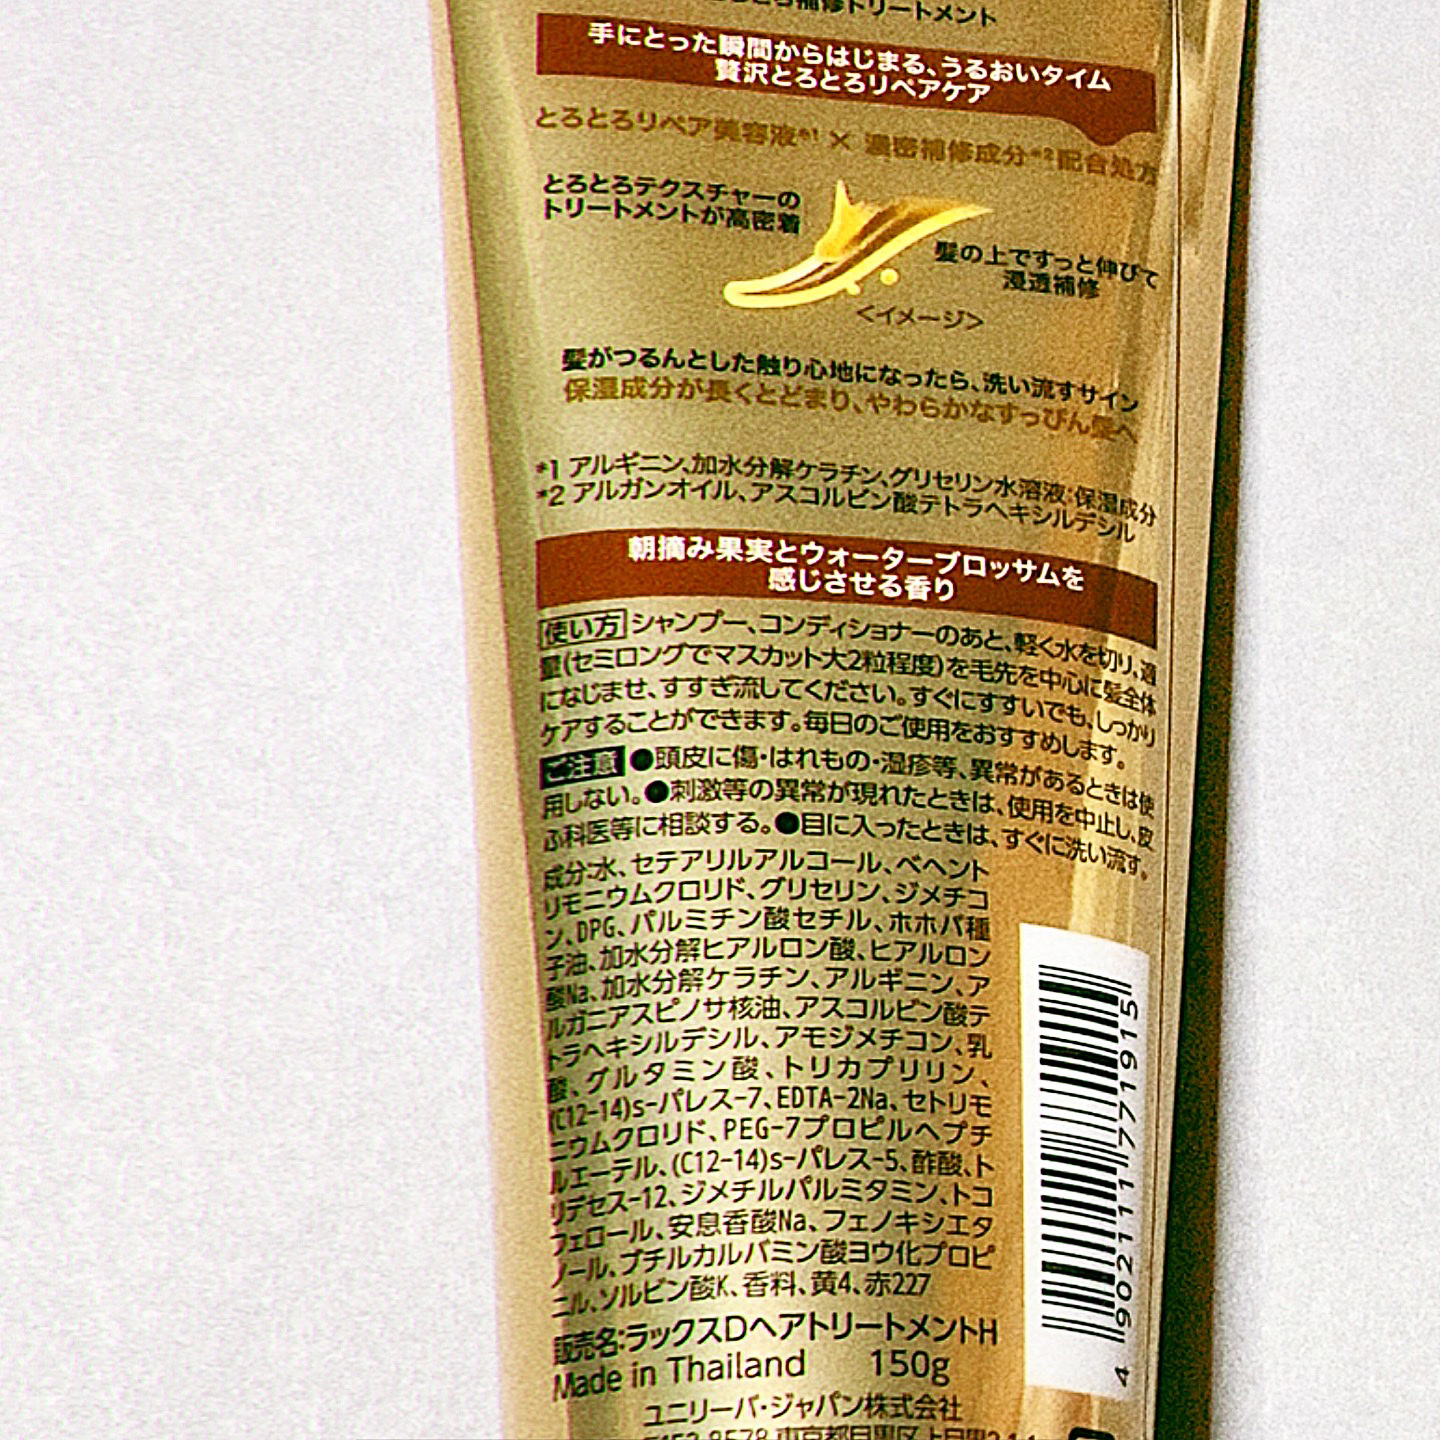 補修トリートメント
手にとった瞬間からはじまる、うるおいタイム
贅沢とろとろリペアケア
とろとろリペア美容液*1 × 濃密補修成分*2配合処方
とろとろテクスチャーの
トリートメントが高密着
髪の上ですっと伸びて
浸透補修
＜イメージ＞
髪がつるんとした触り心地になったら、洗い流すサイン
保湿成分が長くとどまり、やわらかなすっぴん髪へ
*1 アルギニン、加水分解ケラチン、グリセリン水溶液:保湿成分
*2 アルガンオイル、アスコルビン酸テトラヘキシルデシル
朝摘み果実とウォーターブロッサムを
感じさせる香り
使い方 シャンプー、コンディショナーのあと、軽く水を切り、適
量(セミロングでマスカット大2粒程度)を毛先を中心に髪全体
になじませ、すすぎ流してください。すぐにすすいでも、しっかり
ケアすることができます。毎日のご使用をおすすめします。
ご注意 ●頭皮に傷・はれもの・湿疹等、異常があるときは使
用しない。●刺激等の異常が現れたときは、使用を中止し、皮
ふ科医等に相談する。●目に入ったときは、すぐに洗い流す。
成分:水、セテアリルアルコール、ベヘント
リモニウムクロリド、グリセリン、ジメチコ
ン、DPG、パルミチン酸セチル、ホホバ種
子油、加水分解ヒアルロン酸、ヒアルロン
酸Na、加水分解ケラチン、アルギニン、ア
ルガニアスピノサ核油、アスコルビン酸テ
トラヘキシルデシル、アモジメチコン、乳
酸、グルタミン酸、トリカプリリン、
(C12-14)s-パレス-7、EDTA-2Na、セトリモ
ニウムクロリド、PEG-7プロピルヘプチ
ルエーテル、(C12-14)s-パレス-5、酢酸、ト
リデセス-12、ジメチルパルミタミン、トコ
フェロール、安息香酸Na、フェノキシエタ
ノール、ブチルカルバミン酸ヨウ化プロピ
ニル、ソルビン酸K、香料、黄4、赤227
販売名:ラックスDヘアトリートメントH
Made in Thailand 150g
ユニリーバ・ジャパン株式会社
4 902111 771915